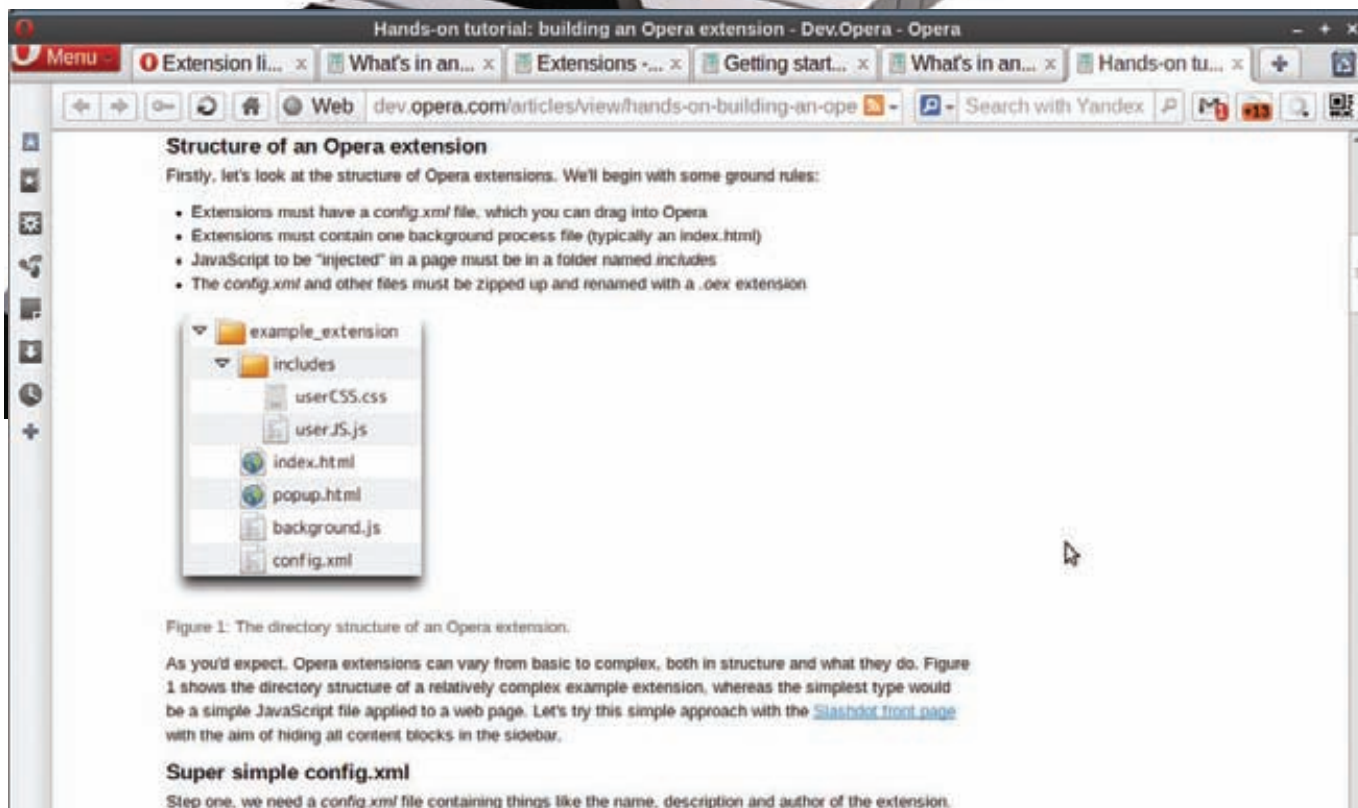 Hands-on tutorial: building an Opera extension - Dev.Opera - Opera
Menu
Extension li...
What's in an...
Extensions -...
Getting start...
What's in an...
Hands-on tu...
Web dev.opera.com/articles/view/hands-on-building-an-ope
Search with Yandex
1
+13
Structure of an Opera extension
Firstly, let's look at the structure of Opera extensions. We'll begin with some ground rules:
• Extensions must have a config.xml file, which you can drag into Opera
• Extensions must contain one background process file (typically an index.html)
• JavaScript to be "injected" in a page must be in a folder named includes
• The config.xml and other files must be zipped up and renamed with a .oex extension
example_extension
includes
userCSS.css
userJS.js
index.html
popup.html
background.js
config.xml
Figure 1: The directory structure of an Opera extension.
As you'd expect, Opera extensions can vary from basic to complex, both in structure and what they do. Figure
1 shows the directory structure of a relatively complex example extension, whereas the simplest type would
be a simple JavaScript file applied to a web page. Let's try this simple approach with the Slashdot front page
with the aim of hiding all content blocks in the sidebar.
Super simple config.xml
Step one, we need a config.xml file containing things like the name, description and author of the extension.